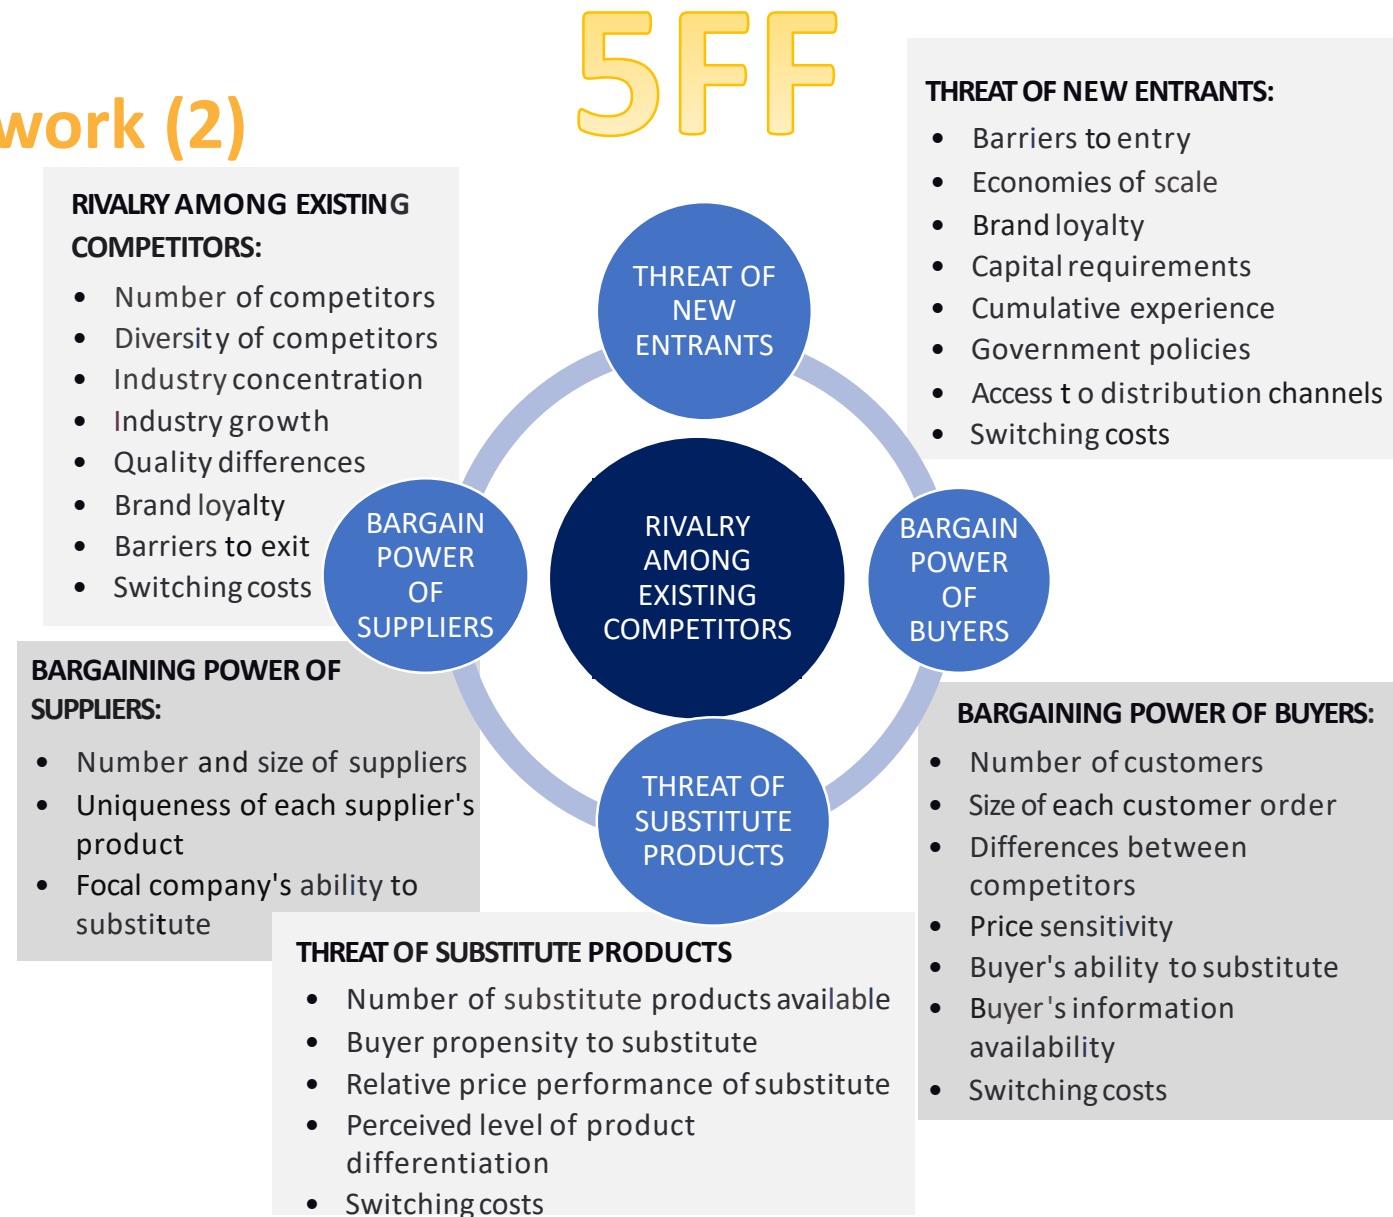 5FF
work (2)
RIVALRY AMONG EXISTING
COMPETITORS:
• Number of competitors
• Diversity of competitors
• Industry concentration
• Industry growth
• Quality differences
• Brand loyalty
• Barriers to exit
• Switching costs
THREAT OF NEW ENTRANTS:
• Barriers to entry
• Economies of scale
• Brand loyalty
• Capital requirements
• Cumulative experience
• Government policies
• Access t o distribution channels
• Switching costs
THREAT OF
NEW
ENTRANTS
BARGAIN
POWER
OF
SUPPLIERS
RIVALRY
AMONG
EXISTING
COMPETITORS
BARGAIN
POWER
OF
BUYERS
THREAT OF
SUBSTITUTE
PRODUCTS
BARGAINING POWER OF
SUPPLIERS:
• Number and size of suppliers
• Uniqueness of each supplier's
product
• Focal company's ability to
substitute
BARGAINING POWER OF BUYERS:
• Number of customers
• Size of each customer order
• Differences between
competitors
• Price sensitivity
• Buyer's ability to substitute
• Buyer's information
availability
• Switching costs
THREAT OF SUBSTITUTE PRODUCTS
• Number of substitute products available
• Buyer propensity to substitute
• Relative price performance of substitute
• Perceived level of product
differentiation
• Switching costs